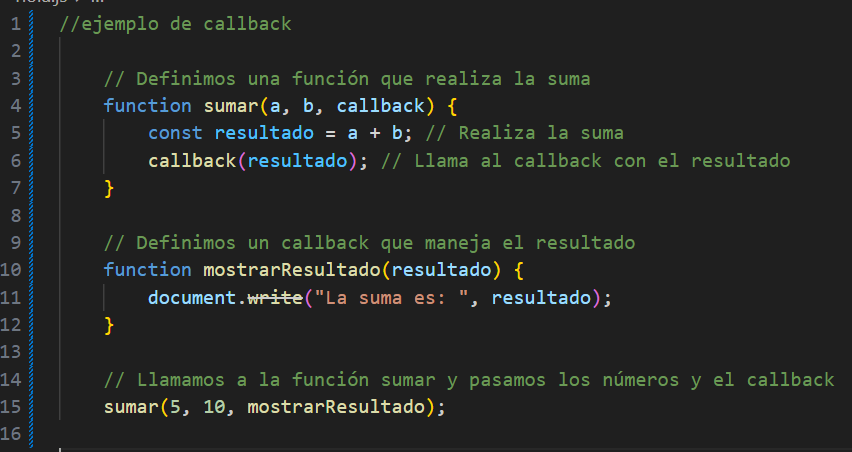 1 //ejemplo de callback
2
3 // Definimos una función que realiza la suma
4 function sumar(a, b, callback) {
5 const resultado = a + b; // Realiza la suma
6 callback(resultado); // Llama al callback con el resultado
7 }
8
9 // Definimos un callback que maneja el resultado
10 function mostrarResultado(resultado) {
11 document.write("La suma es: ", resultado);
12 }
13
14 // Llamamos a la función sumar y pasamos los números y el callback
15 sumar(5, 10, mostrarResultado);
16